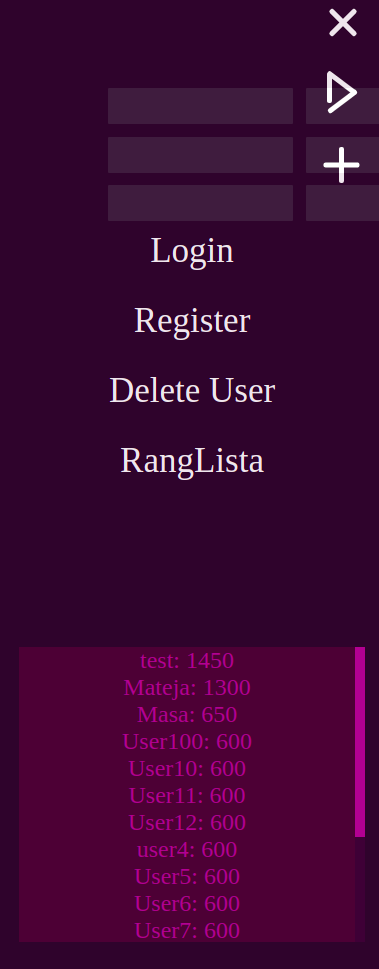 Login
Register
Delete User
RangLista
test: 1450
Mateja: 1300
Masa: 650
User100: 600
User10: 600
User11: 600
User12: 600
user4: 600
User5: 600
User6: 600
User7: 600